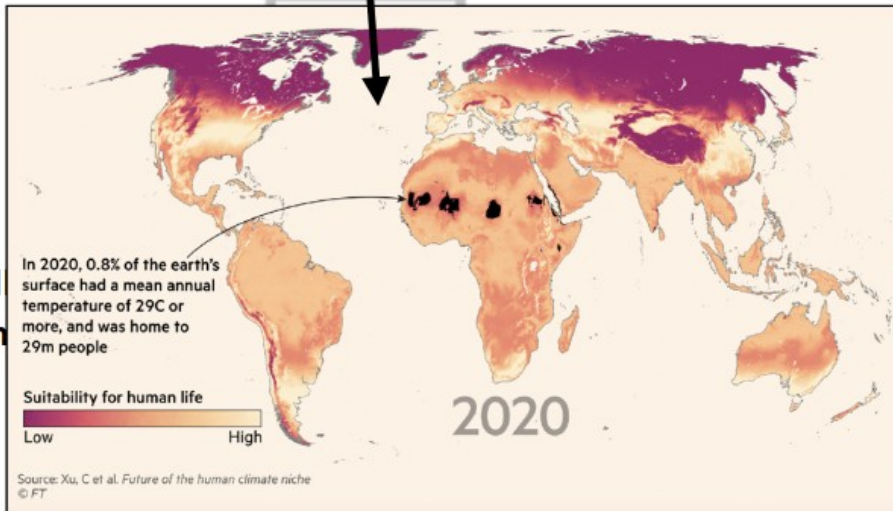 In 2020, 0.8% of the earth's
surface had a mean annual
temperature of 29C or
more, and was home to
29m people
Suitability for human life
Low High
2020
Source: Xu, C et al. Future of the human climate niche
© FT